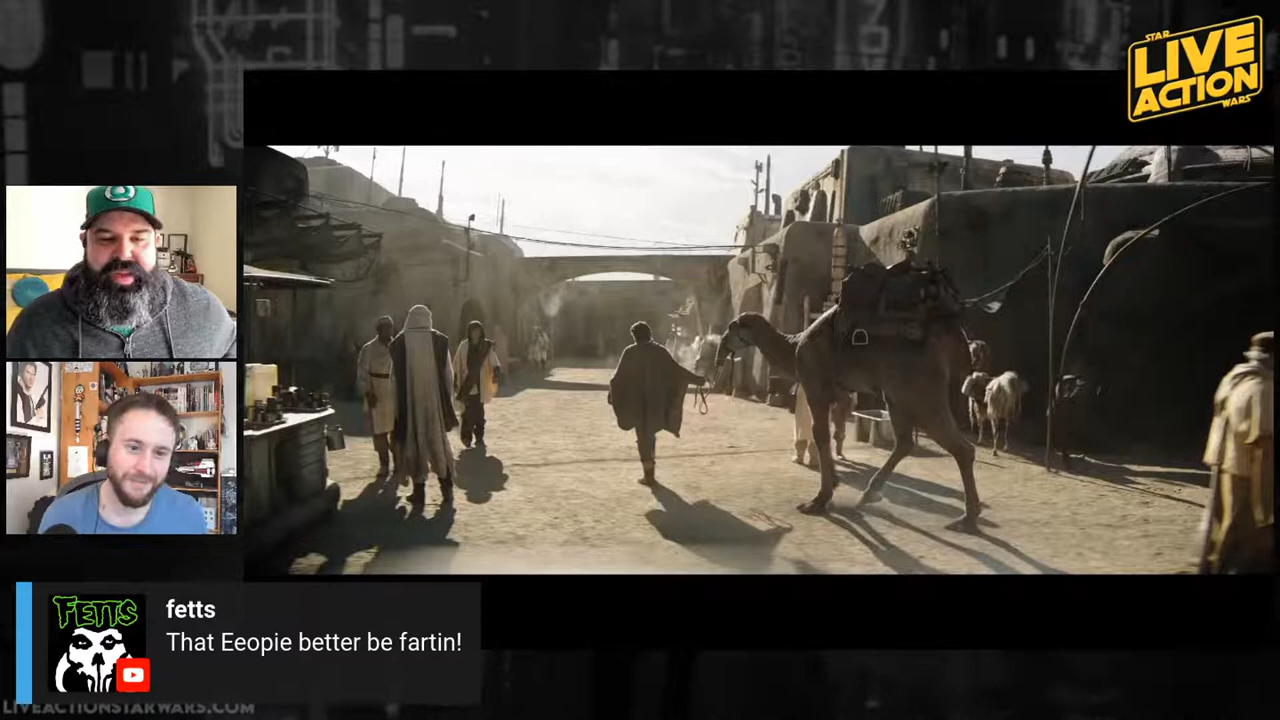 STAR
LIVE
ACTION
WARS
FETTS
fetts
That Eeopie better be fartin!
LIVEACTIONSTARWARS.COM